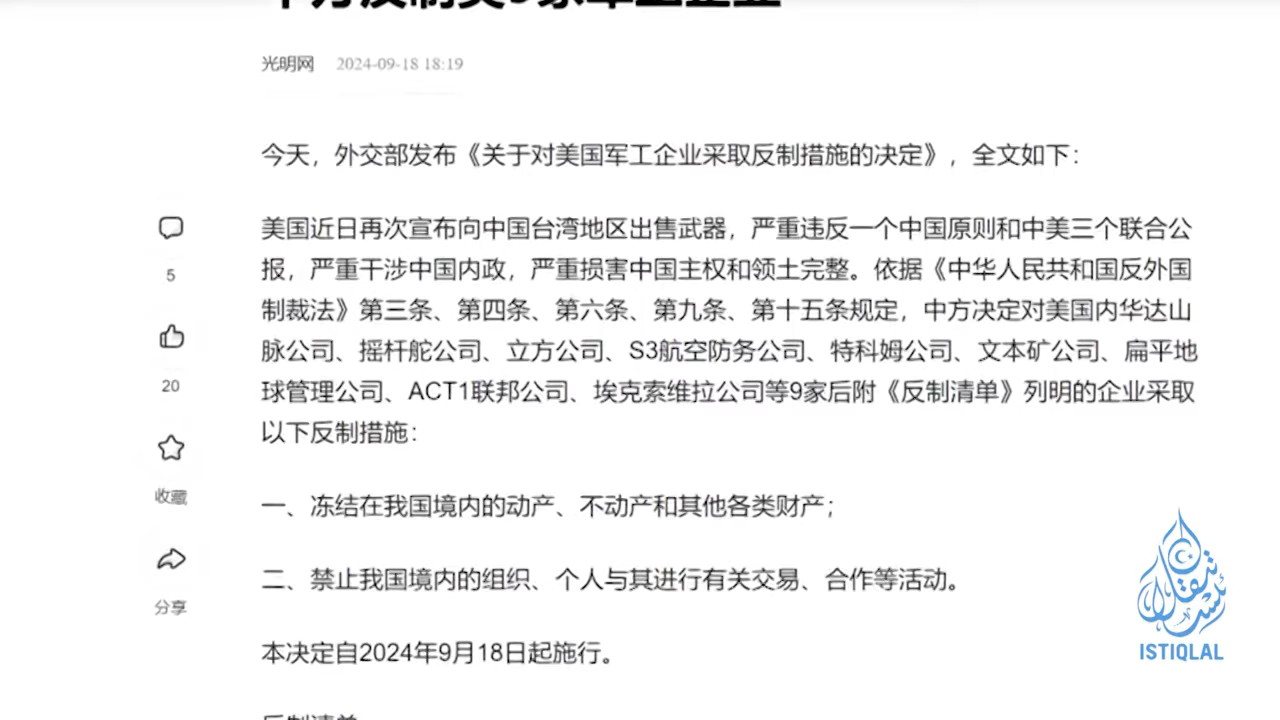 中方反制美9家军工企业
光明网 2024-09-18 18:19
今天，外交部发布《关于对美国军工企业采取反制措施的决定》，全文如下：
美国近日再次宣布向中国台湾地区出售武器，严重违反一个中国原则和中美三个联合公
报，严重干涉中国内政，严重损害中国主权和领土完整。依据《中华人民共和国反外国
制裁法》第三条、第四条、第六条、第九条、第十五条规定，中方决定对美国内华达山
脉公司、摇杆舵公司、立方公司、S3航空防务公司、特科姆公司、文本矿公司、扁平地
球管理公司、ACT1联邦公司、埃克索维拉公司等9家后附《反制清单》列明的企业采取
以下反制措施：
一、冻结在我国境内的动产、不动产和其他各类财产；
二、禁止我国境内的组织、个人与其进行有关交易、合作等活动。
本决定自2024年9月18日起施行。
反制清单
5
20
收藏
分享
ISTIQLAL